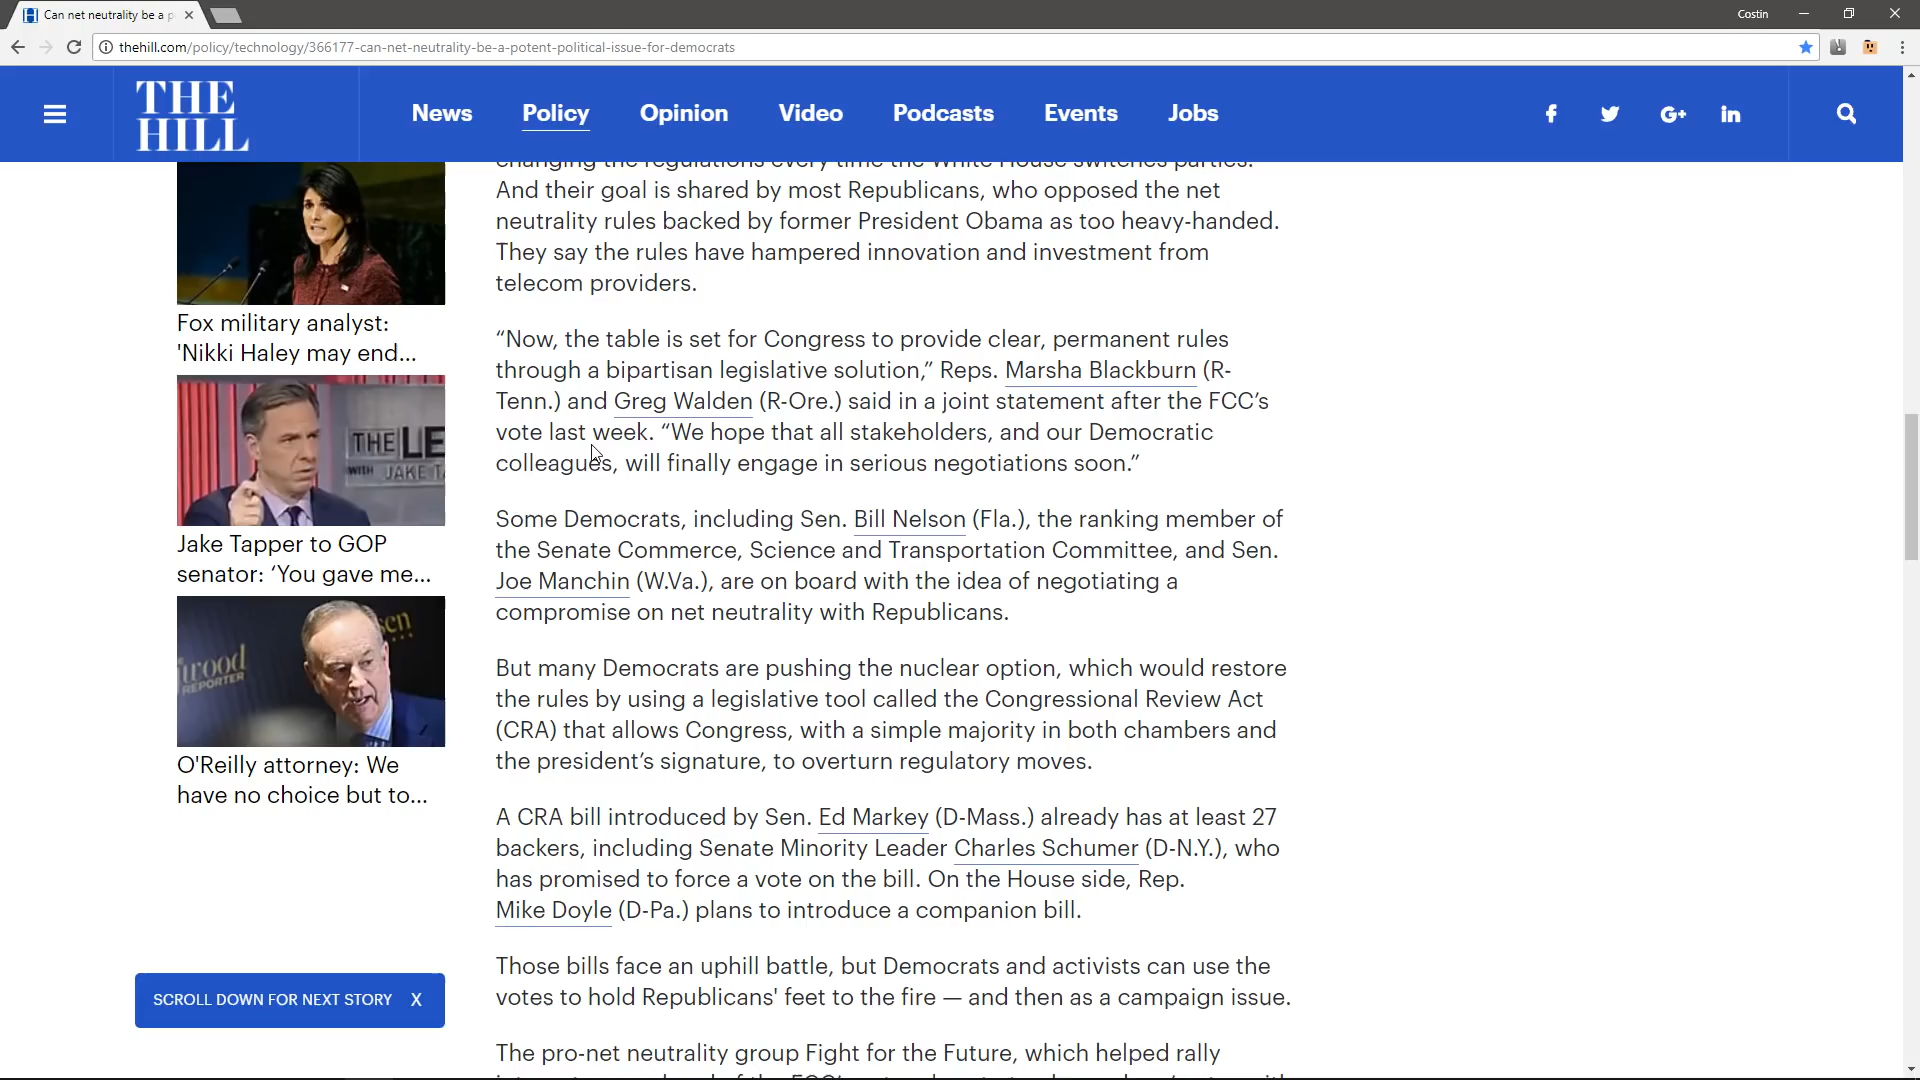 Can net neutrality be a p
Costin
thehill.com/policy/technology/366177-can-net-neutrality-be-a-potent-political-issue-for-democrats
THE
HILL
News
Policy
Opinion
Video
Podcasts
Events
Jobs
changing the regulations every time the White House switches parties.
And their goal is shared by most Republicans, who opposed the net
neutrality rules backed by former President Obama as too heavy-handed.
They say the rules have hampered innovation and investment from
telecom providers.
“Now, the table is set for Congress to provide clear, permanent rules
through a bipartisan legislative solution,” Reps. Marsha Blackburn (R-
Tenn.) and Greg Walden (R-Ore.) said in a joint statement after the FCC’s
vote last week. “We hope that all stakeholders, and our Democratic
colleagues, will finally engage in serious negotiations soon.”
Some Democrats, including Sen. Bill Nelson (Fla.), the ranking member of
the Senate Commerce, Science and Transportation Committee, and Sen.
Joe Manchin (W.Va.), are on board with the idea of negotiating a
compromise on net neutrality with Republicans.
But many Democrats are pushing the nuclear option, which would restore
the rules by using a legislative tool called the Congressional Review Act
(CRA) that allows Congress, with a simple majority in both chambers and
the president’s signature, to overturn regulatory moves.
A CRA bill introduced by Sen. Ed Markey (D-Mass.) already has at least 27
backers, including Senate Minority Leader Charles Schumer (D-N.Y.), who
has promised to force a vote on the bill. On the House side, Rep.
Mike Doyle (D-Pa.) plans to introduce a companion bill.
Those bills face an uphill battle, but Democrats and activists can use the
votes to hold Republicans' feet to the fire — and then as a campaign issue.
The pro-net neutrality group Fight for the Future, which helped rally
Fox military analyst:
'Nikki Haley may end...
THE LE
WITH JAKE TA
Jake Tapper to GOP
senator: ‘You gave me...
wood
REPORTER
sen
O'Reilly attorney: We
have no choice but to...
SCROLL DOWN FOR NEXT STORY X